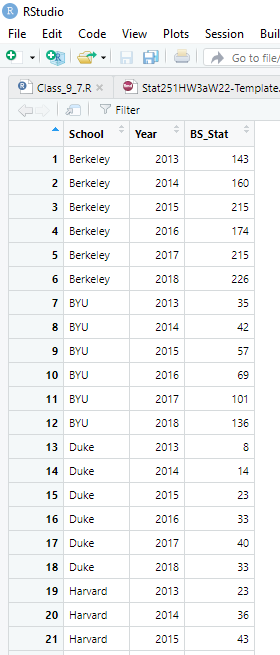 RStudio
File Edit Code View Plots Session Build
Go to file/
Class_9_7.R Stat251HW3aW22-Template.
Filter
School Year BS_Stat
1 Berkeley 2013 143
2 Berkeley 2014 160
3 Berkeley 2015 215
4 Berkeley 2016 174
5 Berkeley 2017 215
6 Berkeley 2018 226
7 BYU 2013 35
8 BYU 2014 42
9 BYU 2015 57
10 BYU 2016 69
11 BYU 2017 101
12 BYU 2018 136
13 Duke 2013 8
14 Duke 2014 14
15 Duke 2015 23
16 Duke 2016 33
17 Duke 2017 40
18 Duke 2018 33
19 Harvard 2013 23
20 Harvard 2014 36
21 Harvard 2015 43